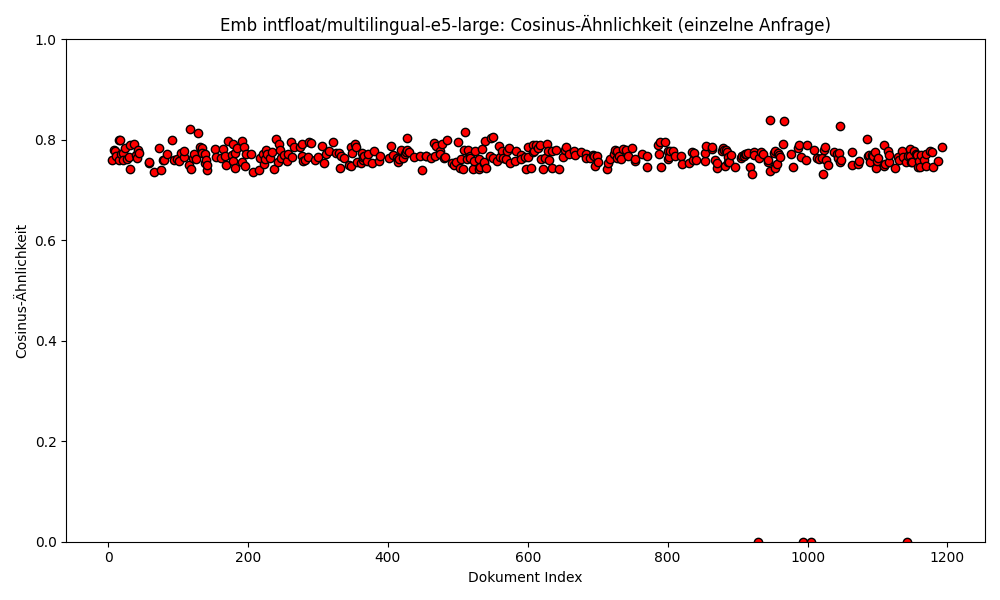 Emb intfloat/multilingual-e5-large: Cosinus-Ähnlichkeit (einzelne Anfrage)
Cosinus-Ähnlichkeit
1.0
0.8
0.6
0.4
0.2
0.0
0 200 400 600 800 1000 1200
Dokument Index